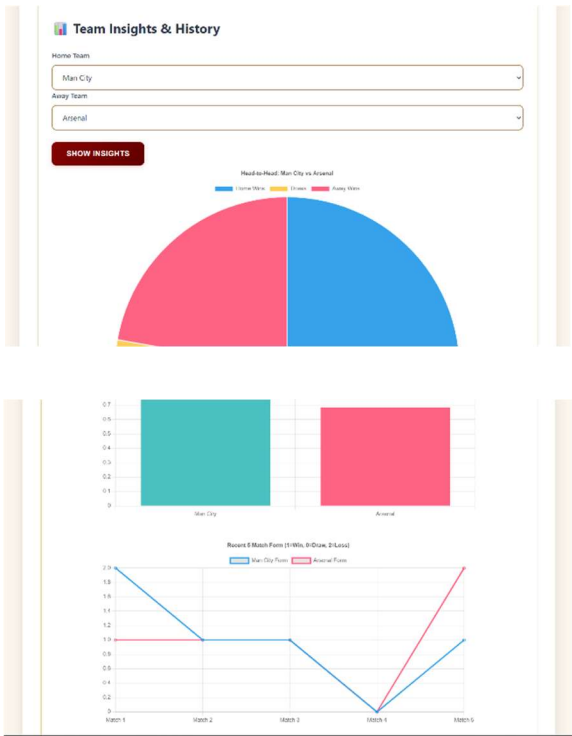 📊 Team Insights & History
Home Team
Man City
Away Team
Arsenal
SHOW INSIGHTS
Head-to-Head: Man City vs Arsenal
Home Wins Draws Away Wins
0.7
0.6
0.5
0.4
0.3
0.2
0.1
0
Man City Arsenal
Recent 5 Match Form (1=Win, 0=Draw, 2=Loss)
Man City Form Arsenal Form
2.0
1.8
1.6
1.4
1.2
1.0
0.8
0.6
0.4
0.2
0
Match 1 Match 2 Match 3 Match 4 Match 5